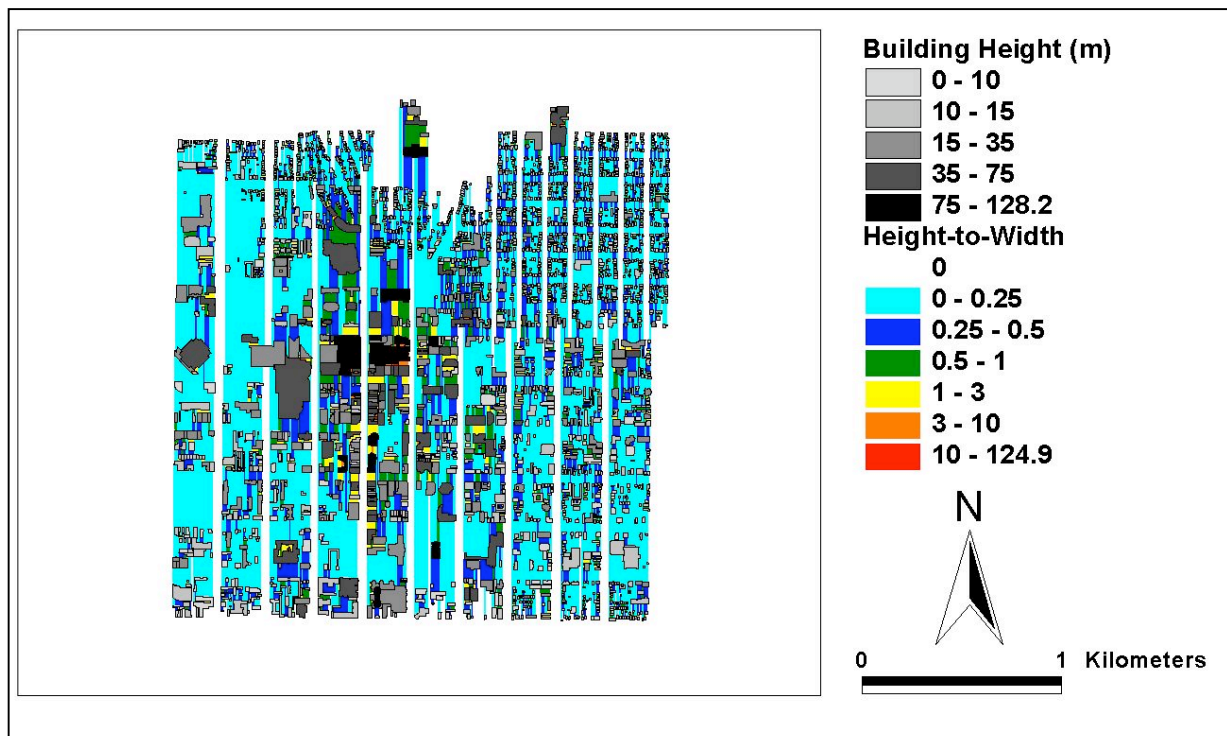 Building Height (m)
0 - 10
10 - 15
15 - 35
35 - 75
75 - 128.2
Height-to-Width
0
0 - 0.25
0.25 - 0.5
0.5 - 1
1 - 3
3 - 10
10 - 124.9
N
0 1 Kilometers